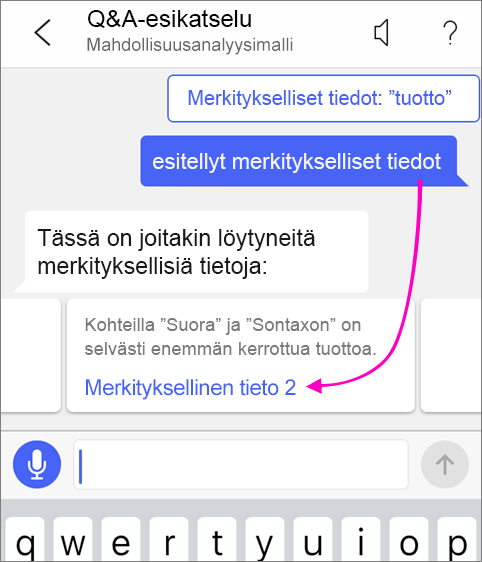 Q&A-esikatselu
Mahdollisuusanalyysimalli
?
Merkitykselliset tiedot: ”tuotto”
esitellyt merkitykselliset tiedot
Tässä on joitakin löytyneitä
merkityksellisiä tietoja:
Kohteilla ”Suora” ja ”Sontaxon” on
selvästi enemmän kerrottua tuottoa.
Merkityksellinen tieto 2
q w e r t y u i o p